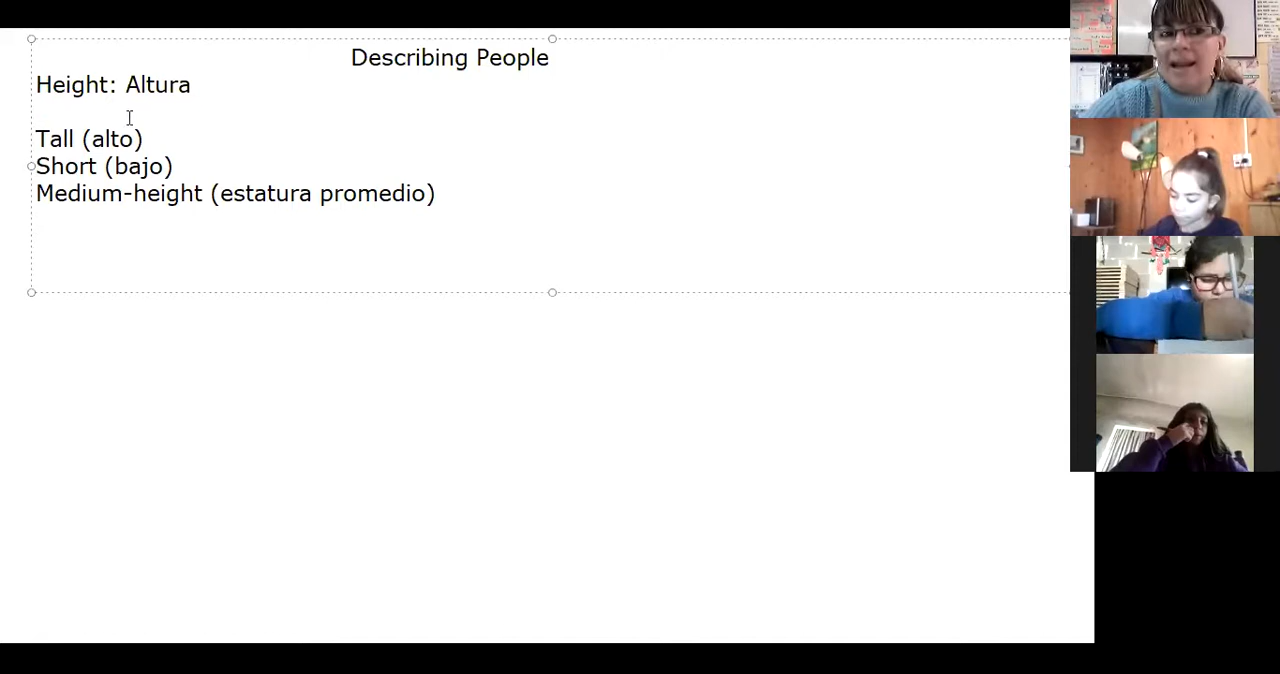 Describing People
Height: Altura
Tall (alto)
Short (bajo)
Medium-height (estatura promedio)